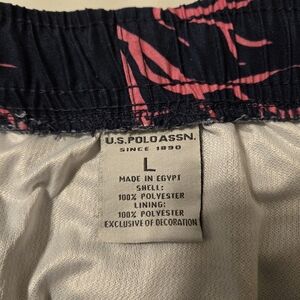 U.S. POLO ASSN.
SINCE 1890
L
MADE IN EGYPT
SHELL:
100% POLYESTER
LINING:
100% POLYESTER
EXCLUSIVE OF DECORATION